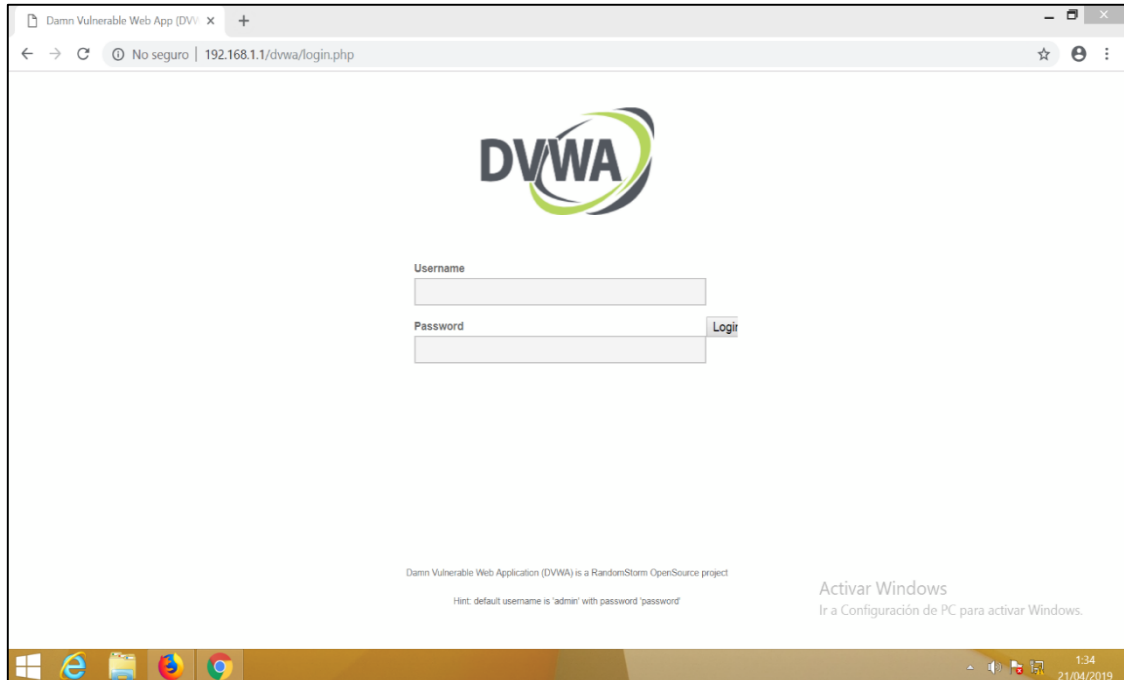 Damn Vulnerable Web App (DVV
No seguro | 192.168.1.1/dvwa/login.php
DVWA
Username
Password
Login
Damn Vulnerable Web Application (DVWA) is a RandomStorm OpenSource project
Hint: default username is 'admin' with password 'password'
Activar Windows
Ir a Configuración de PC para activar Windows.
1:34
21/04/2019